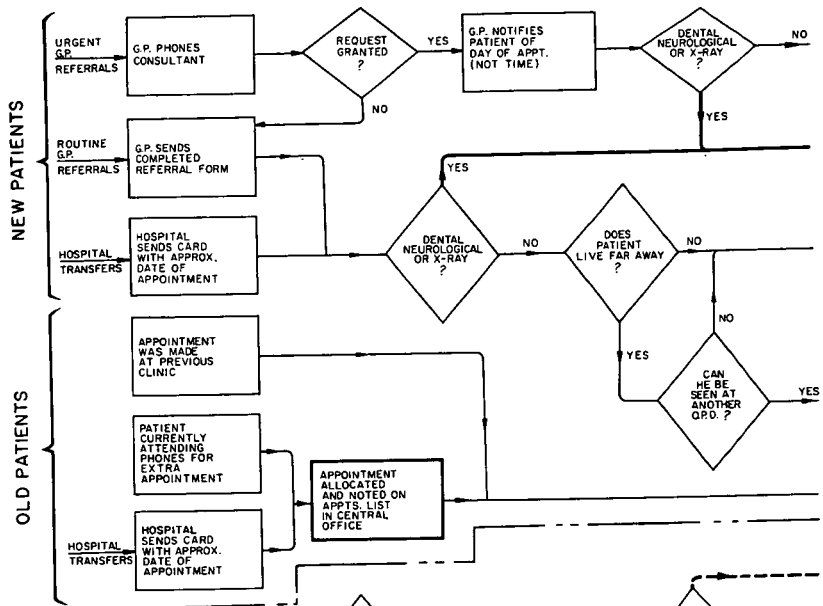 NEW PATIENTS
URGENT
G.P.
REFERRALS
G.P. PHONES
CONSULTANT
REQUEST
GRANTED
?
YES
NO
G.P. NOTIFIES
PATIENT OF
DAY OF APPT.
(NOT TIME)
DENTAL
NEUROLOGICAL
OR X-RAY
?
NO
YES
ROUTINE
G.P.
REFERRALS
G.P. SENDS
COMPLETED
REFERRAL FORM
HOSPITAL
TRANSFERS
HOSPITAL
SENDS CARD
WITH APPROX.
DATE OF
APPOINTMENT
YES
DENTAL
NEUROLOGICAL
OR X-RAY
?
NO
DOES
PATIENT
LIVE FAR AWAY
?
NO
YES
NO
CAN
HE BE
SEEN AT
ANOTHER
O.P.D. ?
YES
OLD PATIENTS
APPOINTMENT
WAS MADE
AT PREVIOUS
CLINIC
PATIENT
CURRENTLY
ATTENDING
PHONES FOR
EXTRA
APPOINTMENT
APPOINTMENT
ALLOCATED
AND NOTED ON
APPTS. LIST
IN CENTRAL
OFFICE
HOSPITAL
TRANSFERS
HOSPITAL
SENDS CARD
WITH APPROX.
DATE OF
APPOINTMENT